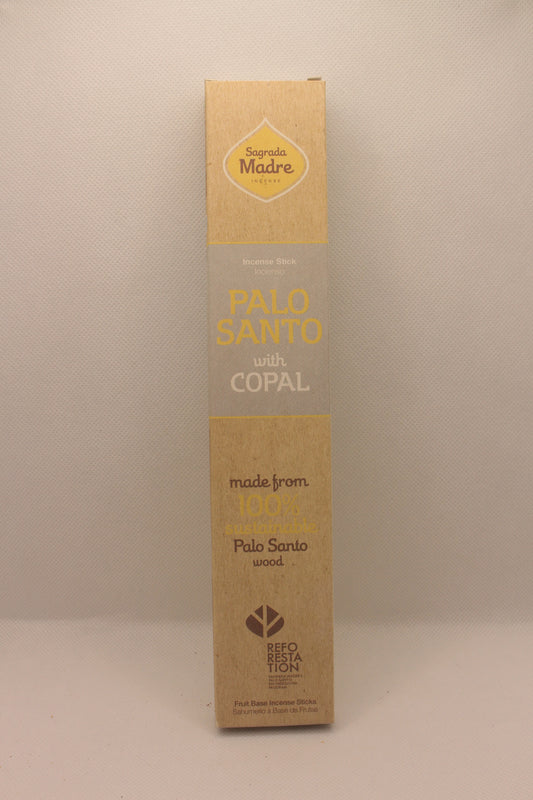 Sagrada
Madre
INCENSE
Incense Stick
Incienso
PALO
SANTO
with
COPAL
made from
100%
sustainable
Palo Santo
wood
REFO
RESTA
TION
PROGRAM
Fruit Base Incense Sticks
Sahumerio a Base de Frutas